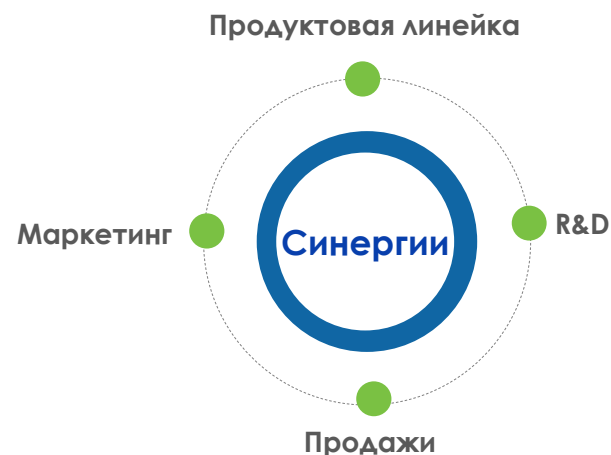 Продуктовая линейка
Маркетинг
Синергии
R&D
Продажи